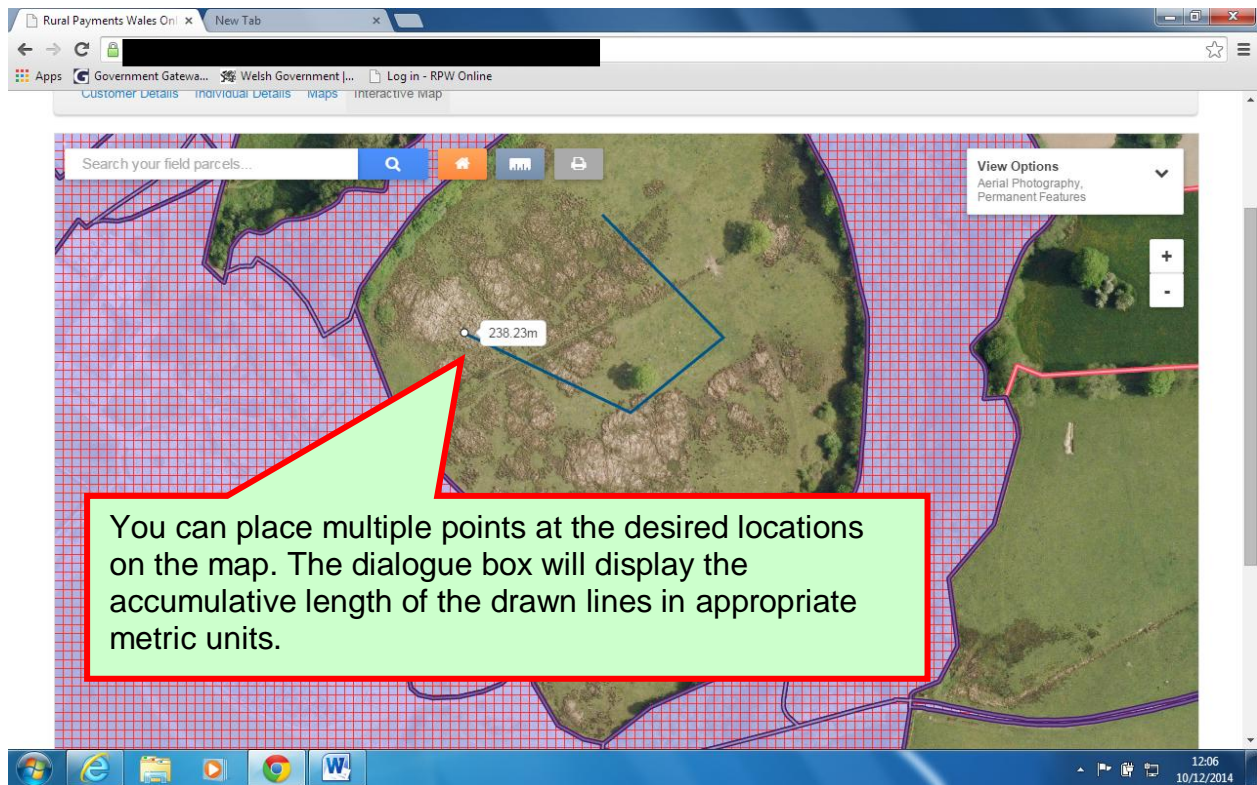 Rural Payments Wales Onl
New Tab
Apps Government Gatewa... Welsh Government |... Log in - RPW Online
Customer Details Individual Details Maps Interactive Map
Search your field parcels...
View Options
Aerial Photography,
Permanent Features
+
-
238.23m
You can place multiple points at the desired locations
on the map. The dialogue box will display the
accumulative length of the drawn lines in appropriate
metric units.
12:06
10/12/2014